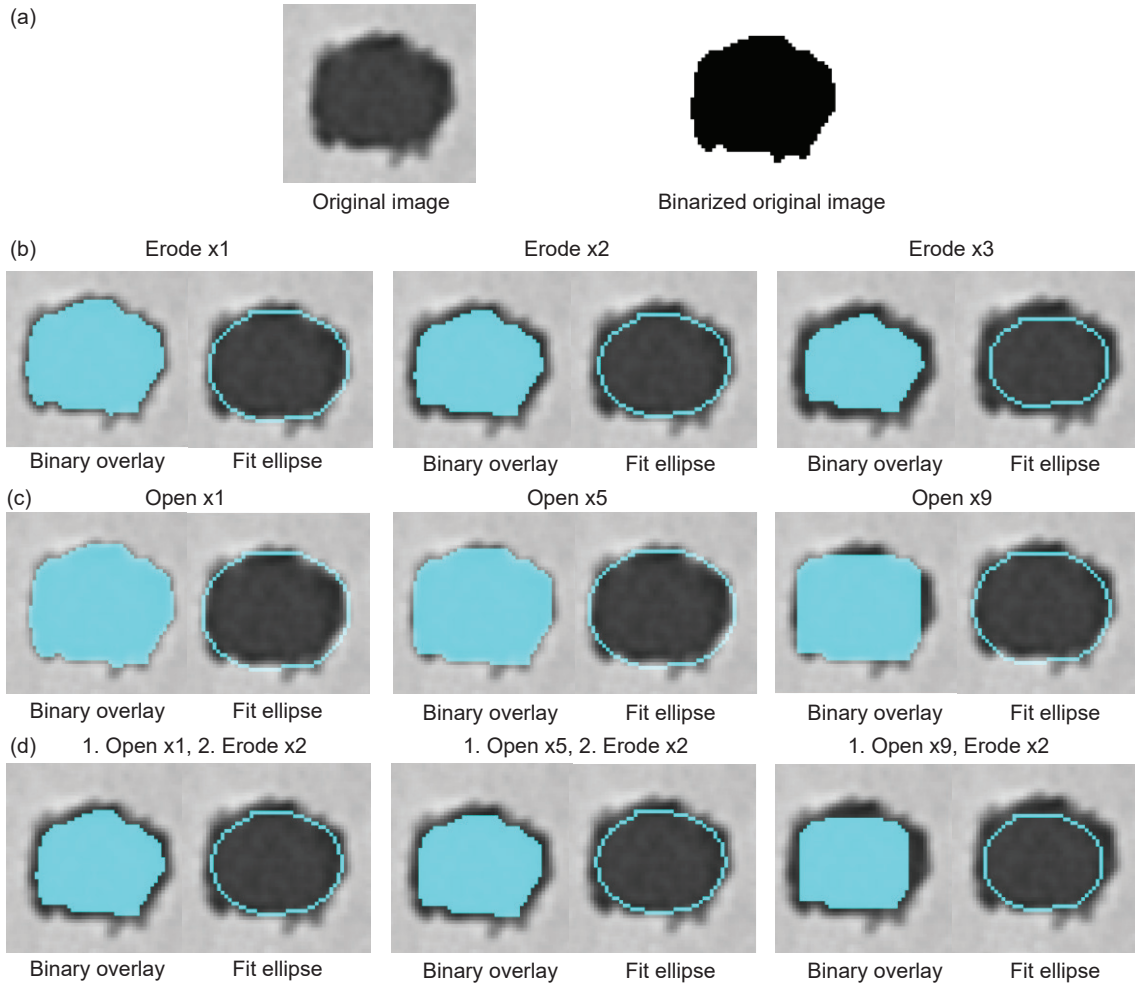 (a)
Original image
Binarized original image
(b)
Erode x1
Erode x2
Erode x3
Binary overlay
Fit ellipse
Binary overlay
Fit ellipse
Binary overlay
Fit ellipse
(c)
Open x1
Open x5
Open x9
Binary overlay
Fit ellipse
Binary overlay
Fit ellipse
Binary overlay
Fit ellipse
(d)
1. Open x1, 2. Erode x2
1. Open x5, 2. Erode x2
1. Open x9, Erode x2
Binary overlay
Fit ellipse
Binary overlay
Fit ellipse
Binary overlay
Fit ellipse